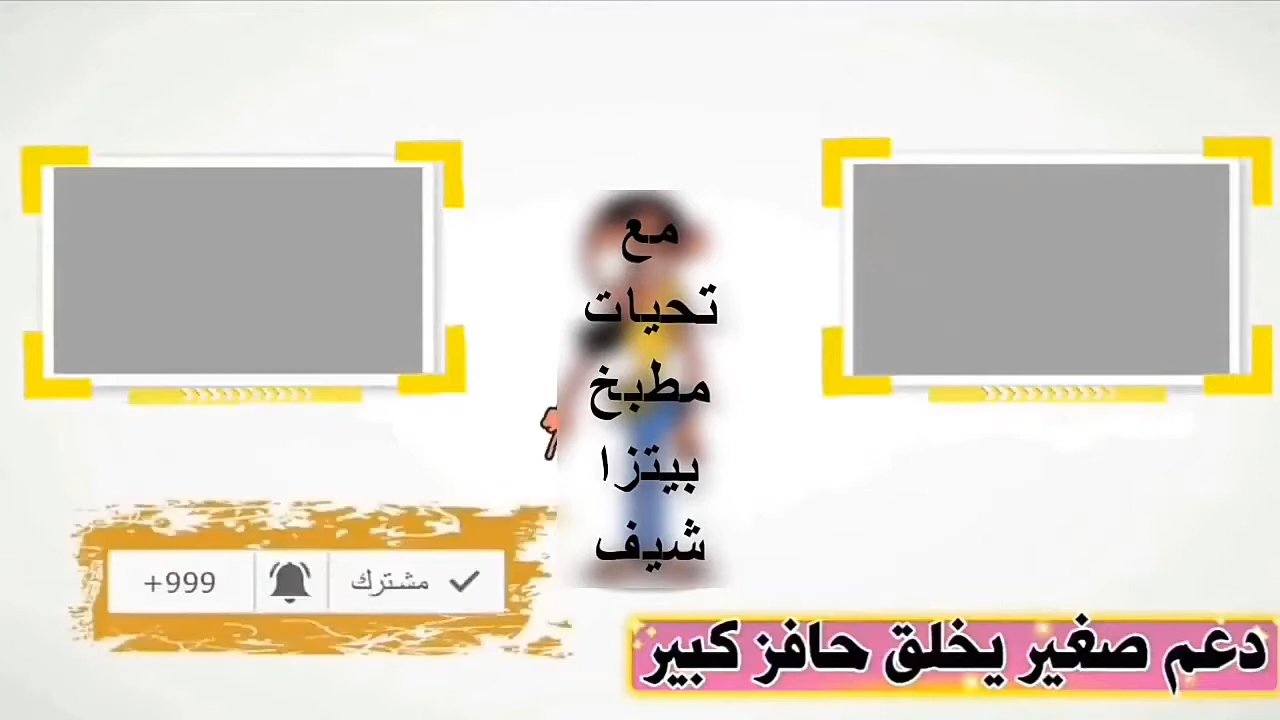 مع
تحيات
مطبخ
بيتزا
شيف
+999
مشترك
دعم صغير يخلق حافز كبير